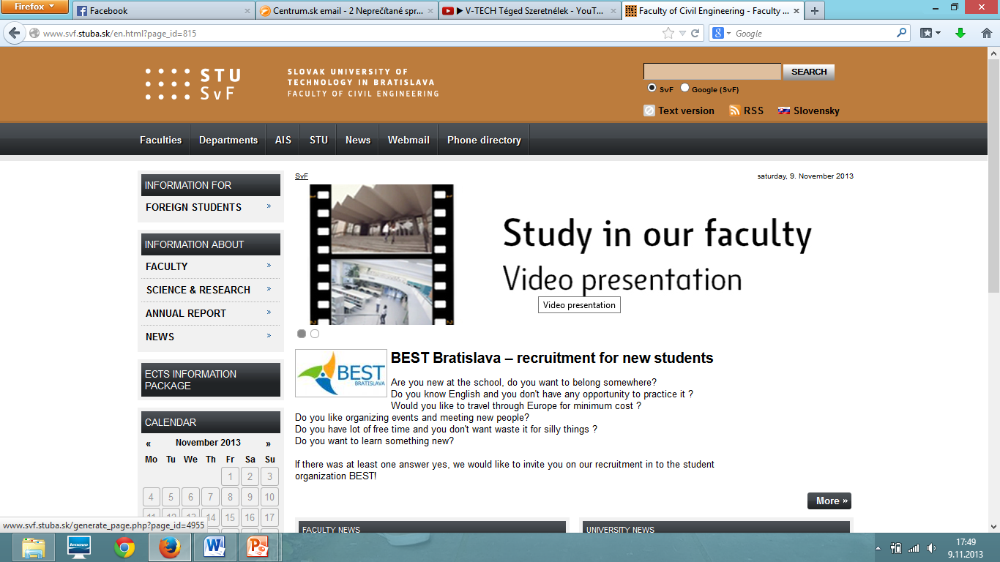 Firefox
Facebook
Centrum.sk email - 2 Neprečítané spr...
▶ V-TECH Téged Szeretnélek - YouT...
Faculty of Civil Engineering - Faculty ...
www.svf.stuba.sk/en.html?page_id=815
Google
STU
SvF
SLOVAK UNIVERSITY OF
TECHNOLOGY IN BRATISLAVA
FACULTY OF CIVIL ENGINEERING
SEARCH
SvF Google (SvF)
Text version RSS Slovensky
Faculties Departments AIS STU News Webmail Phone directory
INFORMATION FOR
FOREIGN STUDENTS »
INFORMATION ABOUT
FACULTY »
SCIENCE & RESEARCH »
ANNUAL REPORT »
NEWS »
ECTS INFORMATION
PACKAGE
CALENDAR
« November 2013 »
Mo Tu We Th Fr Sa Su
1 2 3
4 5 6 7 8 9 10
11 12 13 14 15 16 17
SvF
saturday, 9. November 2013
Study in our faculty
Video presentation
Video presentation
BEST
BRATISLAVA
BEST Bratislava – recruitment for new students
Are you new at the school, do you want to belong somewhere?
Do you know English and you don't have any opportunity to practice it ?
Would you like to travel through Europe for minimum cost ?
Do you like organizing events and meeting new people?
Do you have lot of free time and you don't want waste it for silly things ?
Do you want to learn something new?
If there was at least one answer yes, we would like to invite you on our recruitment in to the student
organization BEST!
More »
FACULTY NEWS
UNIVERSITY NEWS
www.svf.stuba.sk/generate_page.php?page_id=4955
lenovo
17:49
9.11.2013